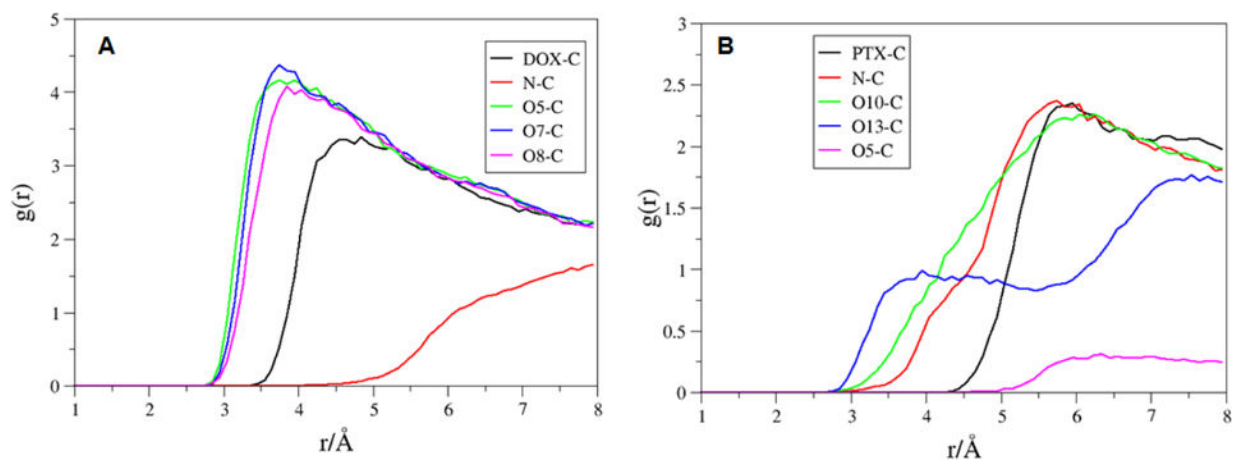 A
DOX-C
N-C
O5-C
O7-C
O8-C
5
4
3
2
1
0
g(r)
1 2 3 4 5 6 7 8
r/Å
B
PTX-C
N-C
O10-C
O13-C
O5-C
3
2.5
2
1.5
1
0.5
0
g(r)
1 2 3 4 5 6 7 8
r/Å